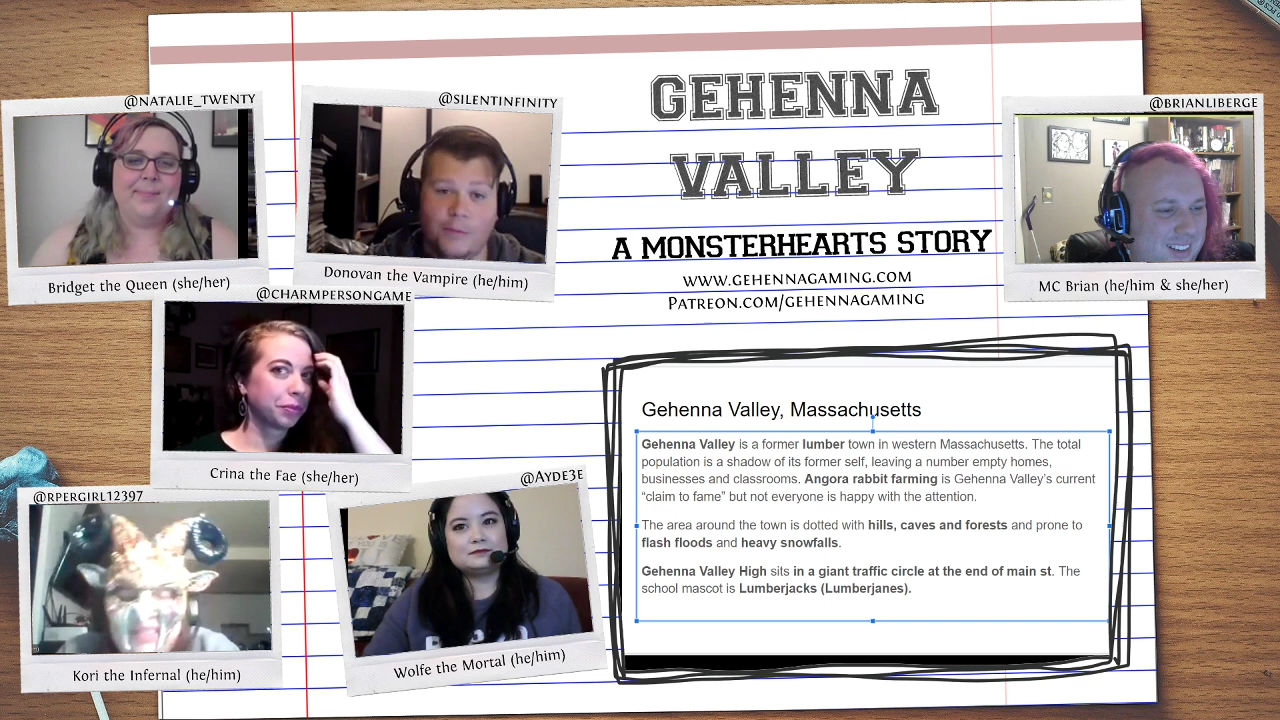 GEHENNA
VALLEY
A MONSTERHEARTS STORY
WWW.GEHENNAGAMING.COM
PATREON.COM/GEHENNAGAMING
@NATALIE_TWENTY
Bridget the Queen (she/her)
@SILENTINFINITY
Donovan the Vampire (he/him)
@BRIANLIBERGE
MC Brian (he/him & she/her)
@CHARMPERSONGAME
Crina the Fae (she/her)
@RPERGIRL12397
Kori the Infernal (he/him)
@AYDE3E
Wolfe the Mortal (he/him)
Gehenna Valley, Massachusetts
Gehenna Valley is a former lumber town in western Massachusetts. The total
population is a shadow of its former self, leaving a number empty homes,
businesses and classrooms. Angora rabbit farming is Gehenna Valley's current
“claim to fame” but not everyone is happy with the attention.
The area around the town is dotted with hills, caves and forests and prone to
flash floods and heavy snowfalls.
Gehenna Valley High sits in a giant traffic circle at the end of main st. The
school mascot is Lumberjacks (Lumberjanes).